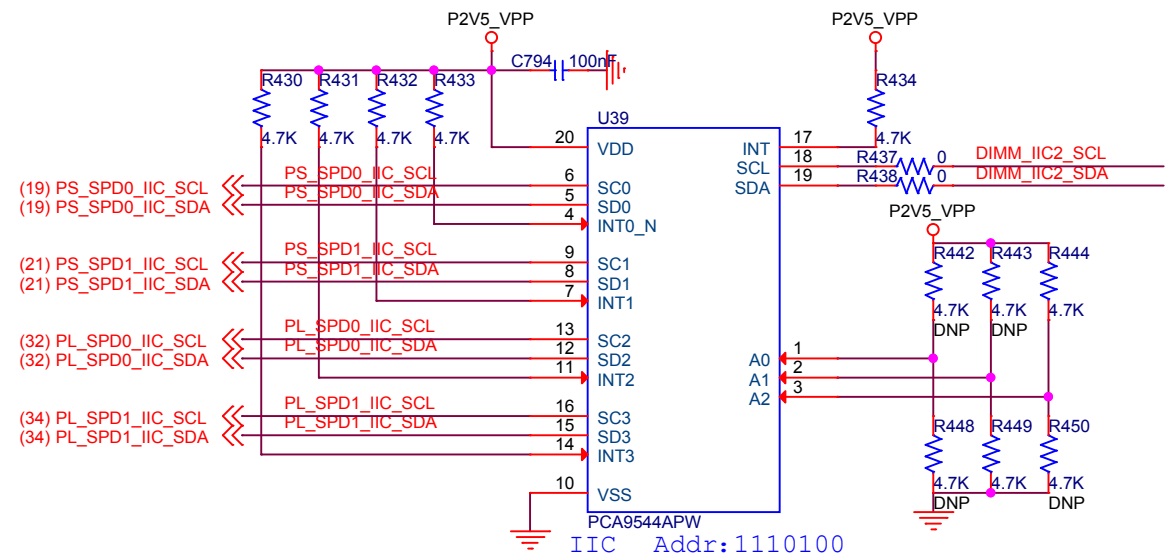 P2V5_VPP
P2V5_VPP
C794 100nF
R430 R431 R432 R433
4.7K 4.7K 4.7K 4.7K
R434
4.7K
U39
20 VDD
INT 17
SCL 18
SDA 19
R437 0 DIMM_IIC2_SCL
R438 0 DIMM_IIC2_SDA
(19) PS_SPD0_IIC_SCL PS_SPD0_IIC_SCL 6 SC0
(19) PS_SPD0_IIC_SDA PS_SPD0_IIC_SDA 5 SD0
4 INT0_N
(21) PS_SPD1_IIC_SCL PS_SPD1_IIC_SCL 9 SC1
(21) PS_SPD1_IIC_SDA PS_SPD1_IIC_SDA 8 SD1
7 INT1
(32) PL_SPD0_IIC_SCL PL_SPD0_IIC_SCL 13 SC2
(32) PL_SPD0_IIC_SDA PL_SPD0_IIC_SDA 12 SD2
11 INT2
(34) PL_SPD1_IIC_SCL PL_SPD1_IIC_SCL 16 SC3
(34) PL_SPD1_IIC_SDA PL_SPD1_IIC_SDA 15 SD3
14 INT3
10 VSS
P2V5_VPP
R442 R443 R444
4.7K 4.7K 4.7K
DNP DNP
A0 1
A1 2
A2 3
R448 R449 R450
4.7K 4.7K 4.7K
DNP DNP
PCA9544APW
IIC Addr:1110100